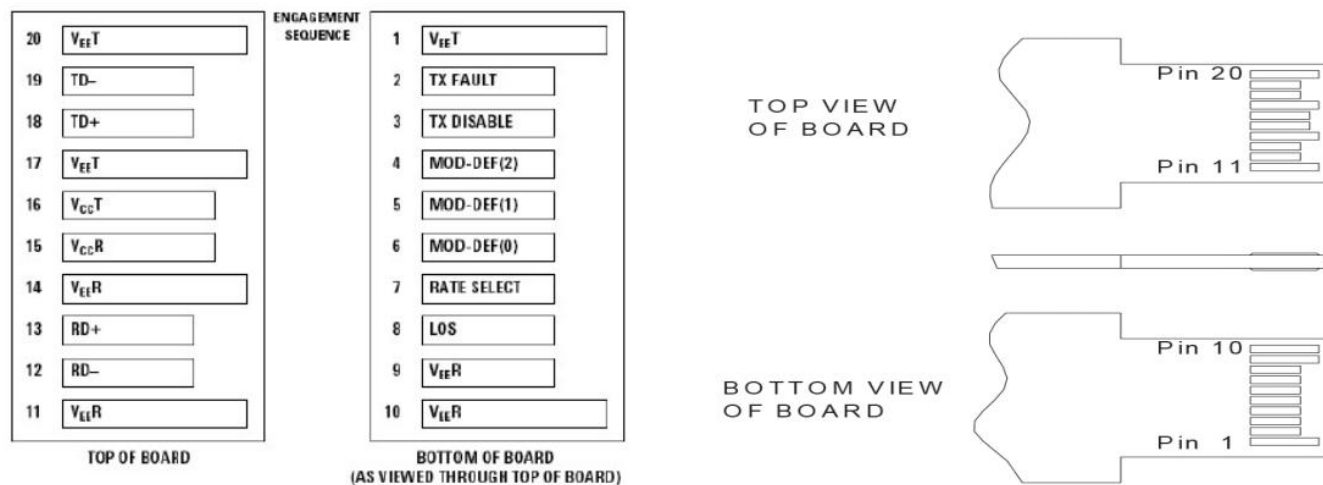 ENGAGEMENT
SEQUENCE
20 VEET
19 TD–
18 TD+
17 VEET
16 VCCT
15 VCCR
14 VEER
13 RD+
12 RD–
11 VEER
TOP OF BOARD
1 VEET
2 TX FAULT
3 TX DISABLE
4 MOD-DEF(2)
5 MOD-DEF(1)
6 MOD-DEF(0)
7 RATE SELECT
8 LOS
9 VEER
10 VEER
BOTTOM OF BOARD
(AS VIEWED THROUGH TOP OF BOARD)
TOP VIEW
OF BOARD
Pin 20
Pin 11
BOTTOM VIEW
OF BOARD
Pin 10
Pin 1